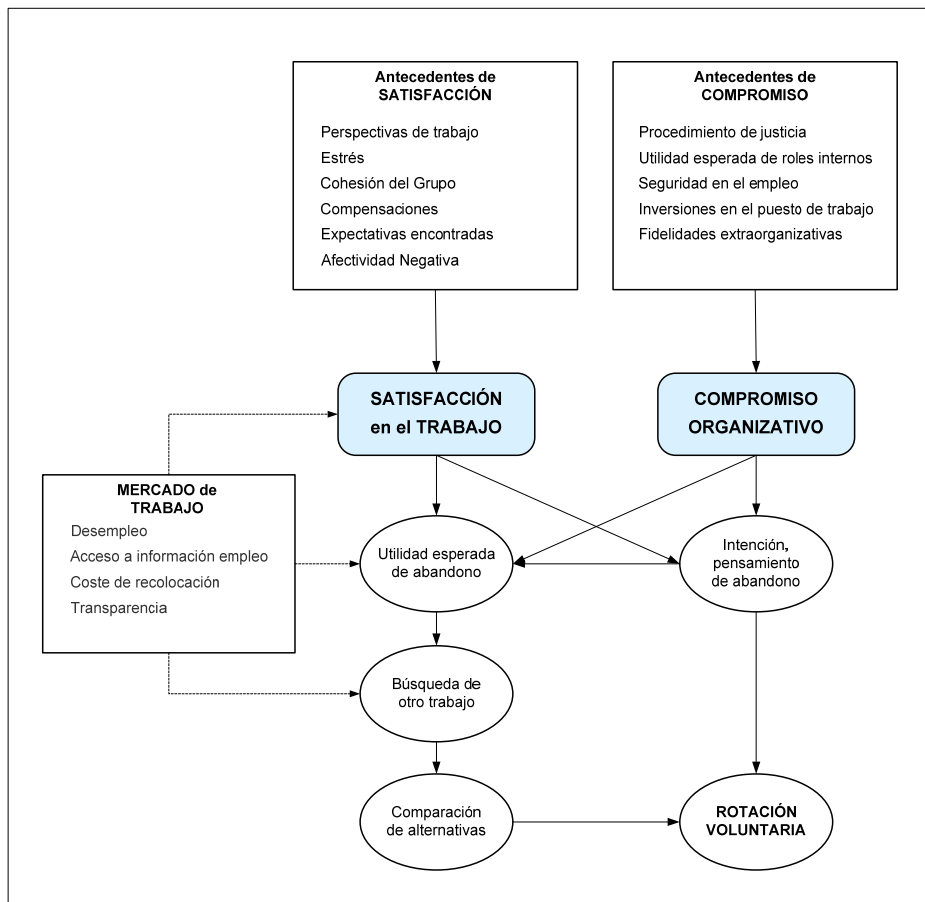 Antecedentes de
SATISFACCIÓN
Perspectivas de trabajo
Estrés
Cohesión del Grupo
Compensaciones
Expectativas encontradas
Afectividad Negativa
Antecedentes de
COMPROMISO
Procedimiento de justicia
Utilidad esperada de roles internos
Seguridad en el empleo
Inversiones en el puesto de trabajo
Fidelidades extraorganizativas
SATISFACCIÓN
en el TRABAJO
COMPROMISO
ORGANIZATIVO
MERCADO de
TRABAJO
Desempleo
Acceso a información empleo
Coste de recolocación
Transparencia
Utilidad esperada
de abandono
Intención,
pensamiento
de abandono
Búsqueda de
otro trabajo
Comparación
de alternativas
ROTACIÓN
VOLUNTARIA